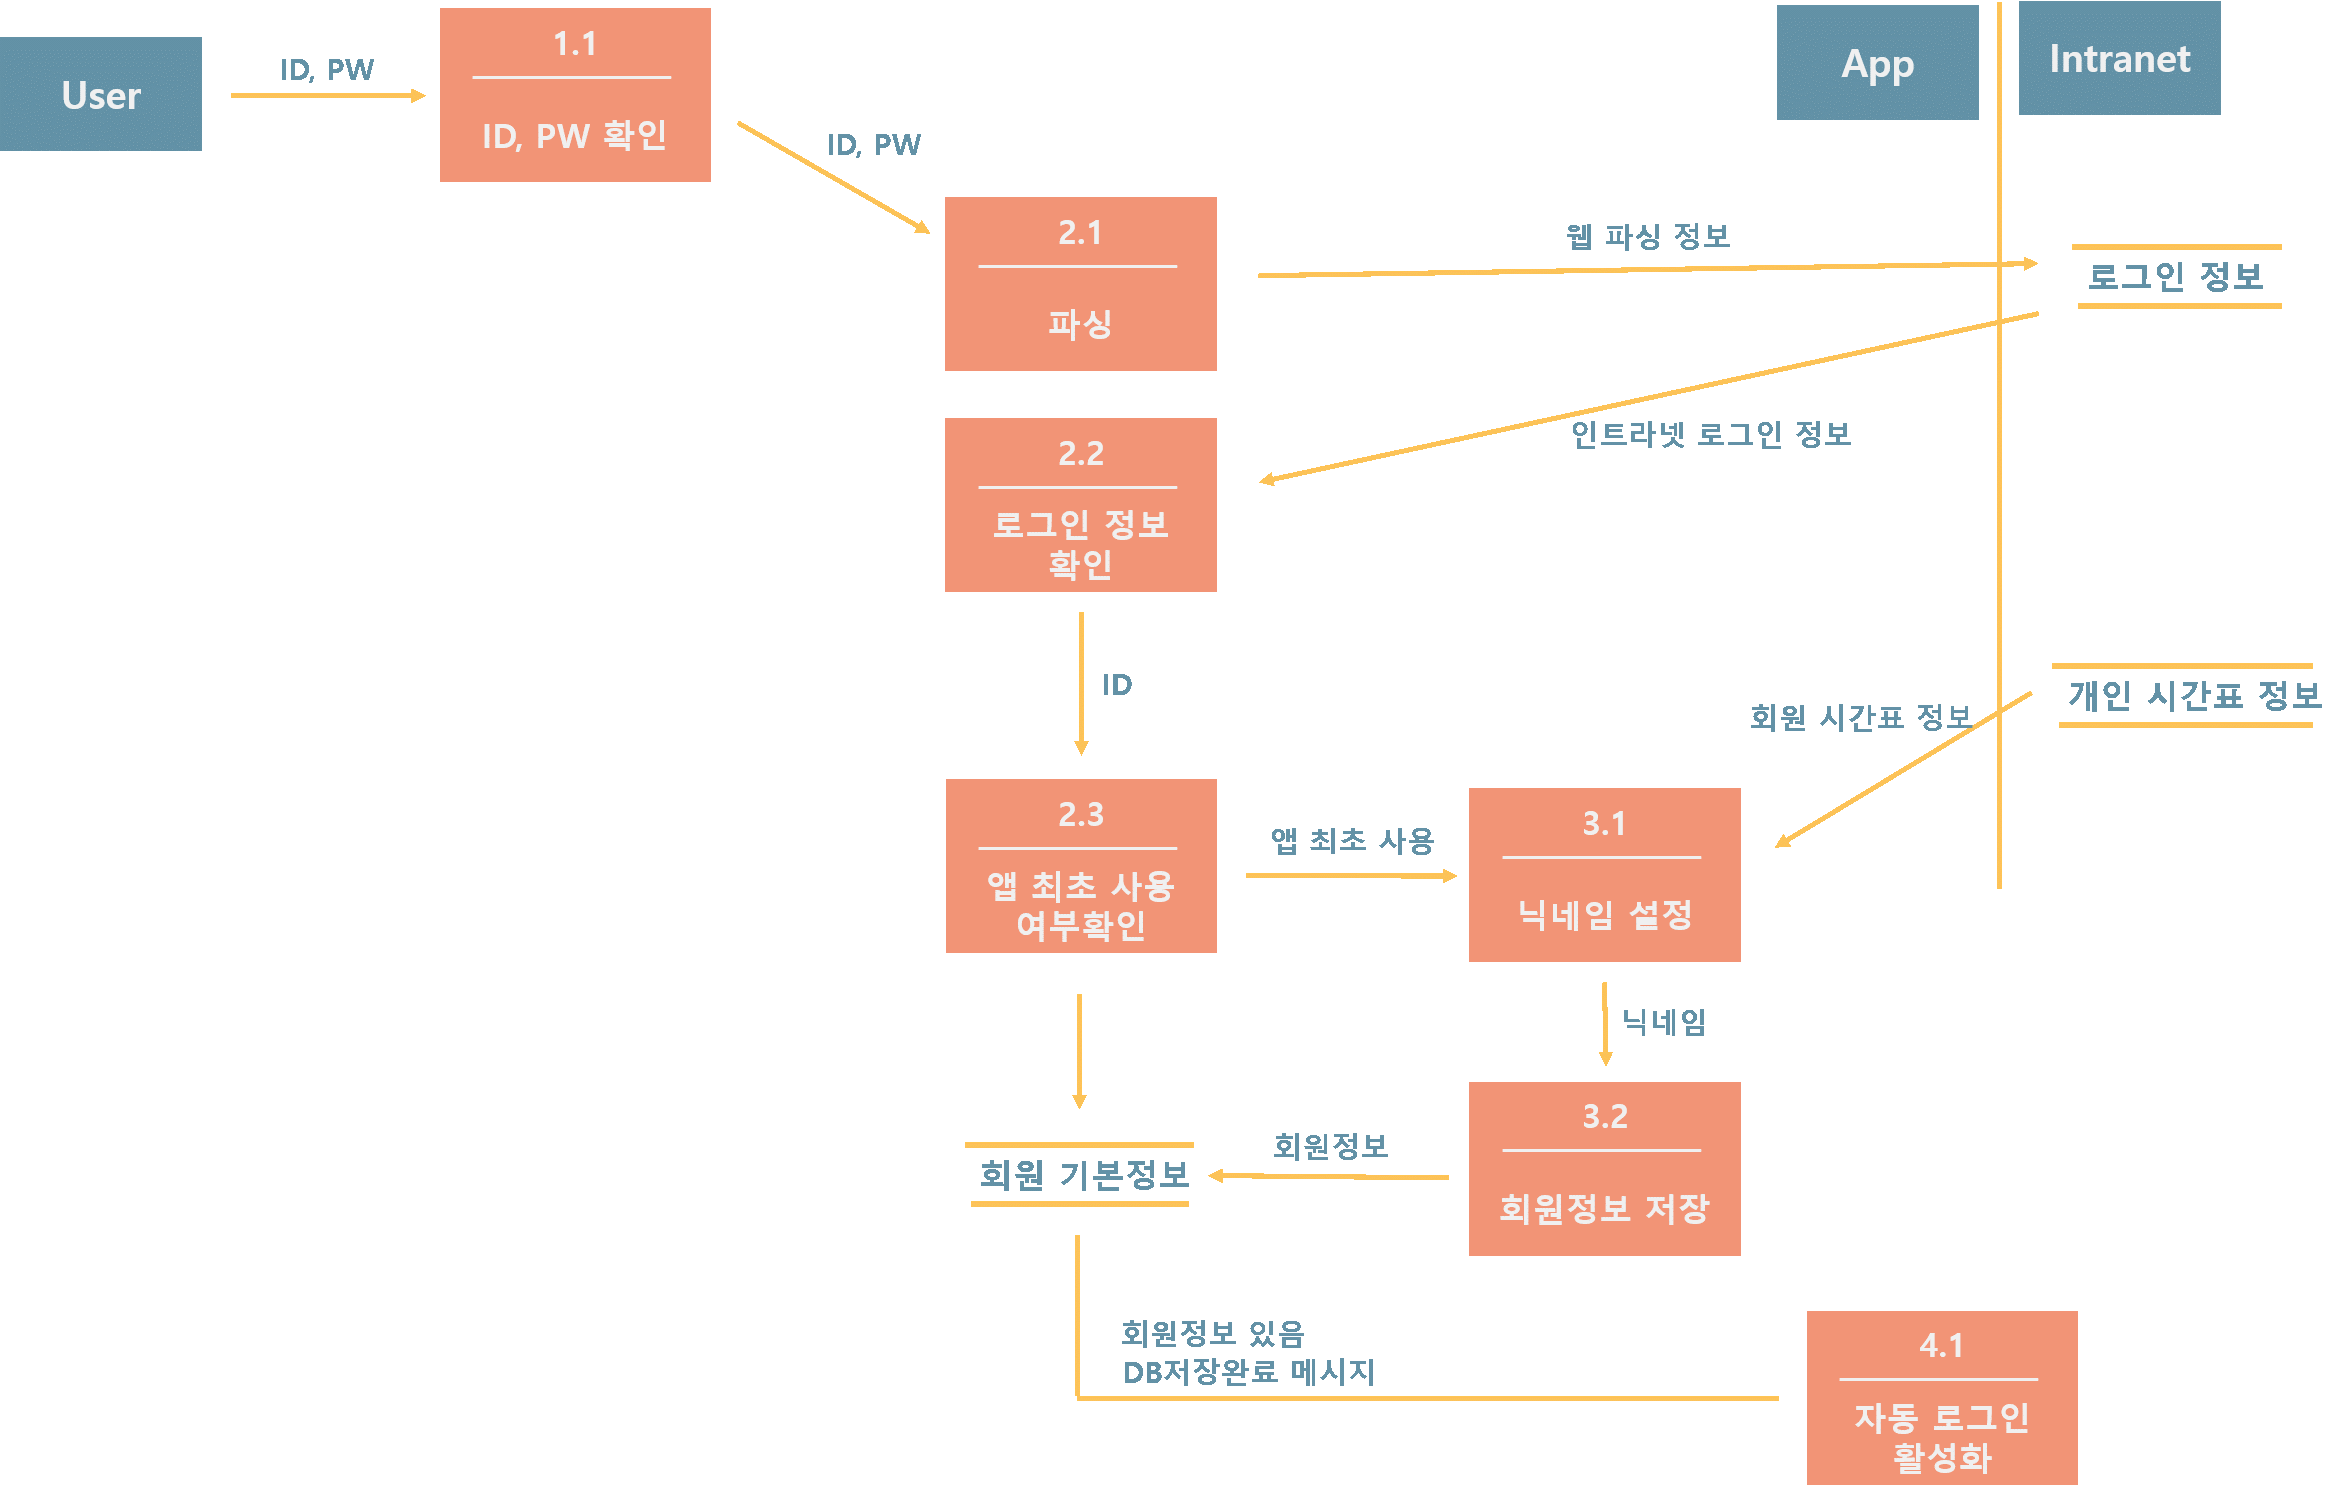 User
ID, PW
1.1
ID, PW 확인
App
Intranet
ID, PW
2.1
파싱
웹 파싱 정보
로그인 정보
인트라넷 로그인 정보
2.2
로그인 정보
확인
ID
개인 시간표 정보
회원 시간표 정보
2.3
앱 최초 사용
여부확인
앱 최초 사용
3.1
닉네임 설정
닉네임
회원 기본정보
회원정보
3.2
회원정보 저장
회원정보 있음
DB저장완료 메시지
4.1
자동 로그인
활성화